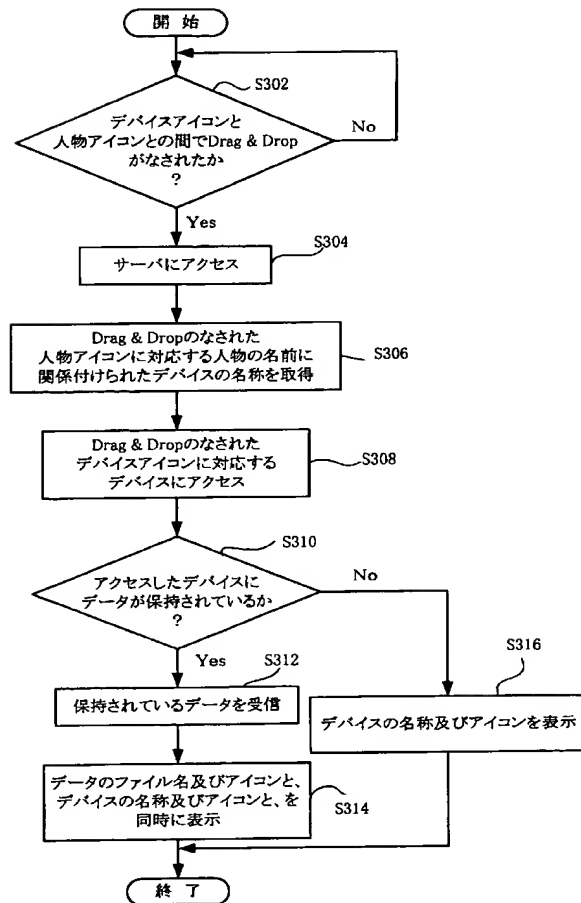 開 始
S302
デバイスアイコンと
人物アイコンとの間でDrag & Drop
がなされたか
?
No
Yes
S304
サーバにアクセス
Drag & Dropのなされた
人物アイコンに対応する人物の名前に
関係付けられたデバイスの名称を取得
S306
Drag & Dropのなされた
デバイスアイコンに対応する
デバイスにアクセス
S308
S310
アクセスしたデバイスに
データが保持されているか
?
No
Yes
S312
保持されているデータを受信
S316
デバイスの名称及びアイコンを表示
データのファイル名及びアイコンと、
デバイスの名称及びアイコンと、を
同時に表示
S314
終 了